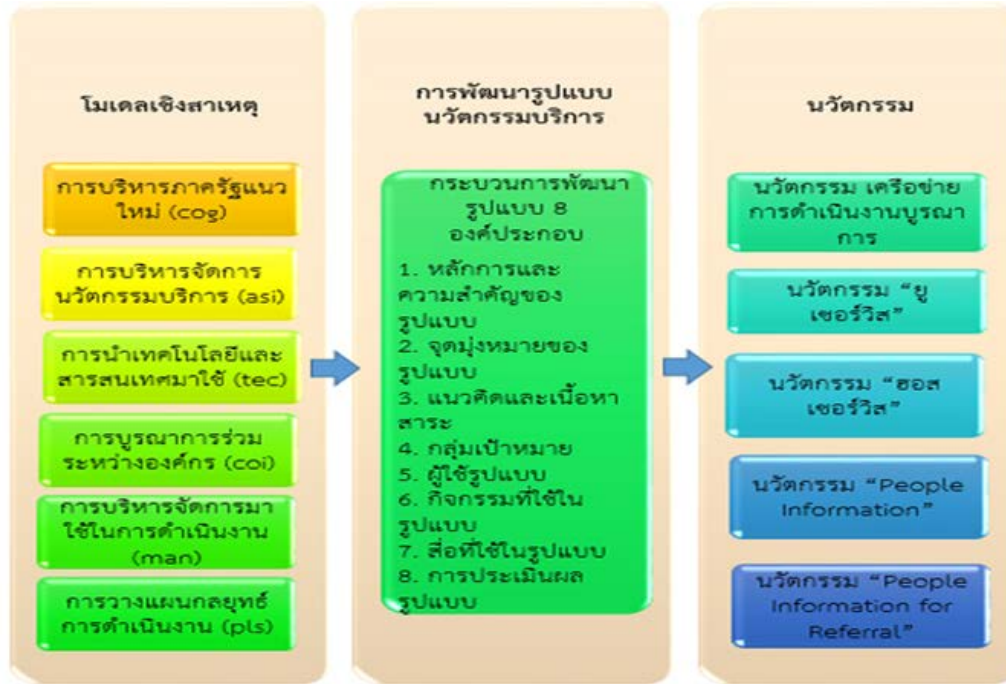 โมเดลเชิงสาเหตุ
การบริหารภาครัฐแนว
ใหม่ (cog)
การบริหารจัดการ
นวัตกรรมบริการ (asi)
การนำเทคโนโลยีและ
สารสนเทศมาใช้ (tec)
การบูรณาการร่วม
ระหว่างองค์กร (coi)
การบริหารจัดการมา
ใช้ในการดำเนินงาน
(man)
การวางแผนกลยุทธ์
การดำเนินงาน (pls)
การพัฒนารูปแบบ
นวัตกรรมบริการ
กระบวนการพัฒนา
รูปแบบ 8
องค์ประกอบ
1. หลักการและ
ความสำคัญของ
รูปแบบ
2. จุดมุ่งหมายของ
รูปแบบ
3. แนวคิดและเนื้อหา
สาระ
4. กลุ่มเป้าหมาย
5. ผู้ใช้รูปแบบ
6. กิจกรรมที่ใช้ใน
รูปแบบ
7. สื่อที่ใช้ในรูปแบบ
8. การประเมินผล
รูปแบบ
นวัตกรรม
นวัตกรรม เครือข่าย
การดำเนินงานบูรณา
การ
นวัตกรรม “ยู
เซอร์วิส”
นวัตกรรม “ฮอส
เซอร์วิส”
นวัตกรรม “People
Information”
นวัตกรรม “People
Information for
Referral”